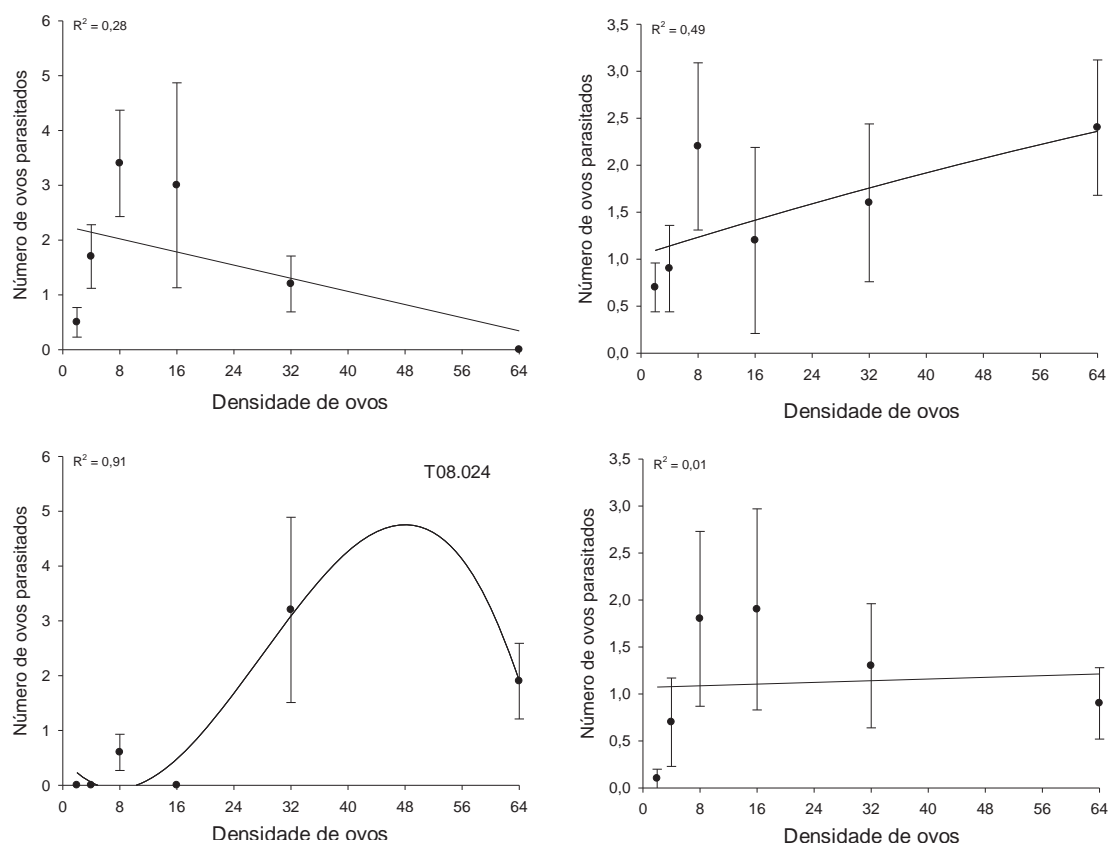 R² = 0,28
Número de ovos parasitados
6
5
4
3
2
1
0
0 8 16 24 32 40 48 56 64
Densidade de ovos
R² = 0,49
Número de ovos parasitados
3,5
3,0
2,5
2,0
1,5
1,0
0,5
0,0
0 8 16 24 32 40 48 56 64
Densidade de ovos
R² = 0,91
T08.024
Número de ovos parasitados
6
5
4
3
2
1
0
0 8 16 24 32 40 48 56 64
Densidade de ovos
R² = 0,01
Número de ovos parasitados
3,5
3,0
2,5
2,0
1,5
1,0
0,5
0,0
0 8 16 24 32 40 48 56 64
Densidade de ovos